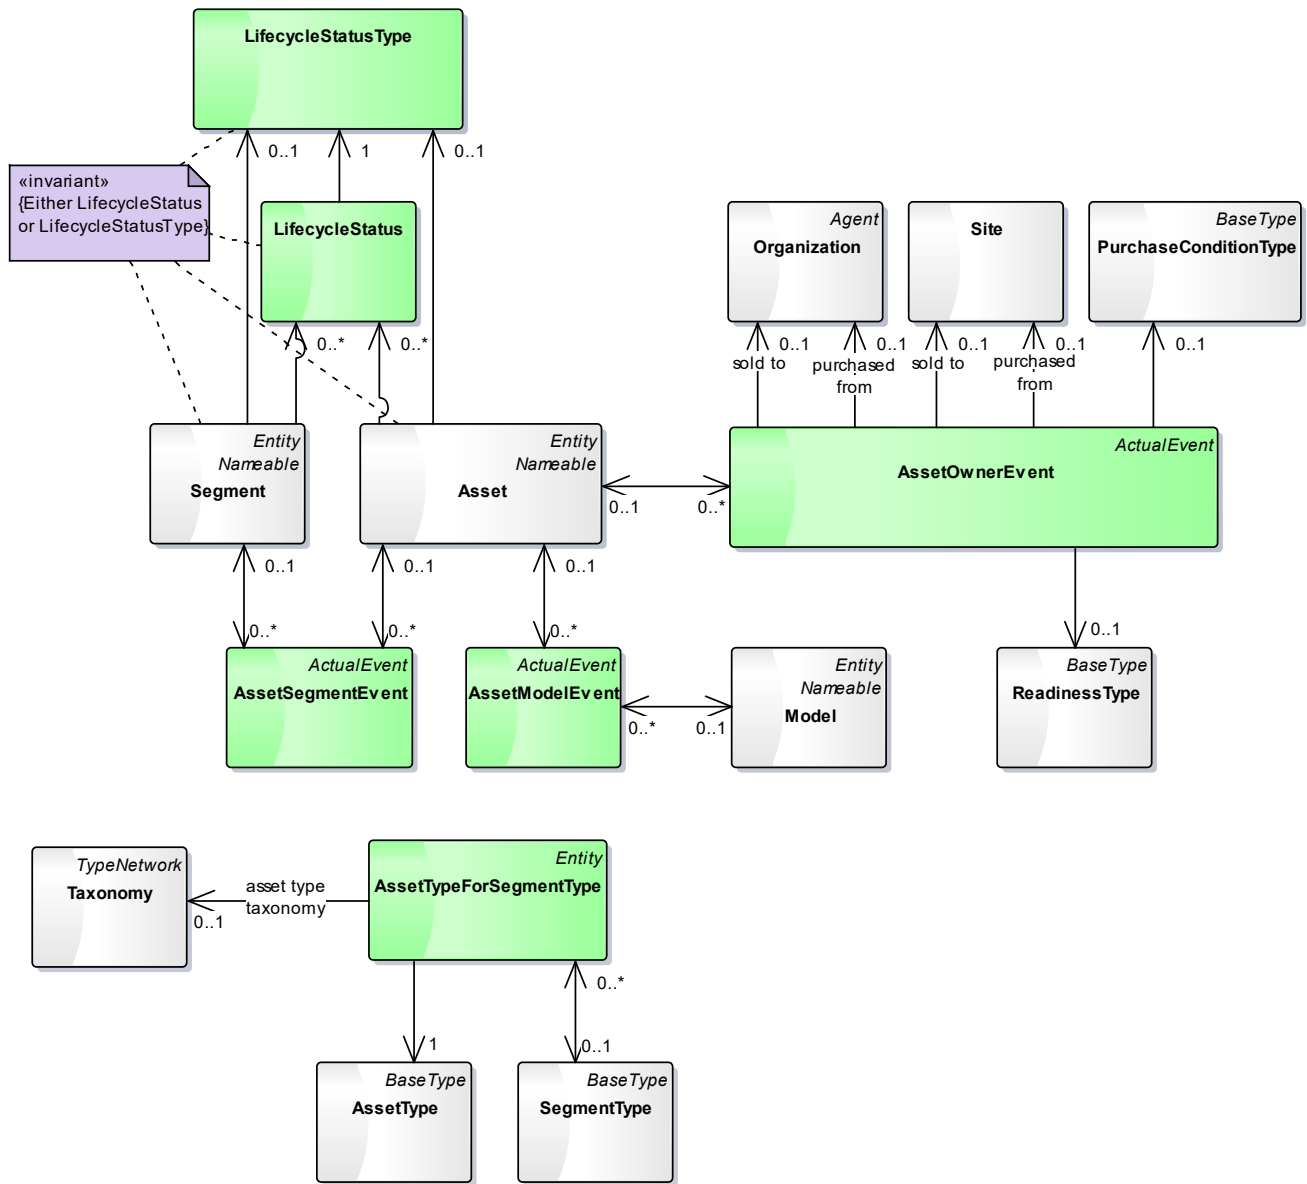 LifecycleStatusType
0..1
1
0..1
«invariant»
{Either LifecycleStatus
or LifecycleStatusType}
LifecycleStatus
0..*
0..*
Agent
Organization
Site
BaseType
PurchaseConditionType
0..1
0..1
0..1
0..1
0..1
sold to
purchased
from
sold to
purchased
from
Entity
Nameable
Segment
Entity
Nameable
Asset
ActualEvent
AssetOwnerEvent
0..1
0..*
0..1
0..1
0..1
0..*
0..*
0..*
0..1
ActualEvent
AssetSegmentEvent
ActualEvent
AssetModelEvent
0..*
0..1
Entity
Nameable
Model
BaseType
ReadinessType
TypeNetwork
Taxonomy
asset type
taxonomy
0..1
Entity
AssetTypeForSegmentType
0..*
1
0..1
BaseType
AssetType
BaseType
SegmentType